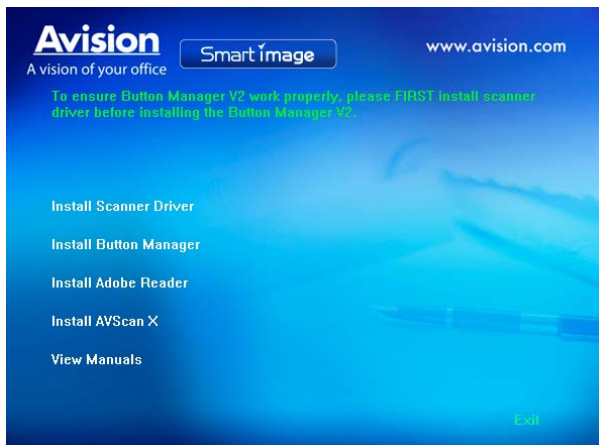 Avision
A vision of your office
Smart image
www.avision.com
To ensure Button Manager V2 work properly, please FIRST install scanner
driver before installing the Button Manager V2.
Install Scanner Driver
Install Button Manager
Install Adobe Reader
Install AVScan X
View Manuals
Exit